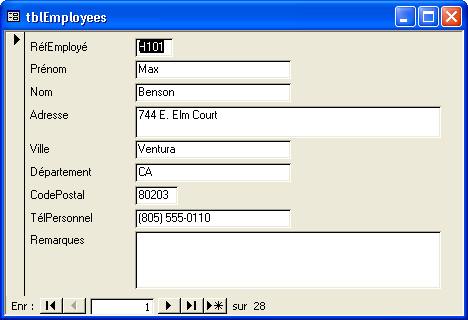 tblEmployees
RéfEmployé H101
Prénom Max
Nom Benson
Adresse 744 E. Elm Court
Ville Ventura
Département CA
CodePostal 80203
TélPersonnel (805) 555-0110
Remarques
Enr : 1 sur 28